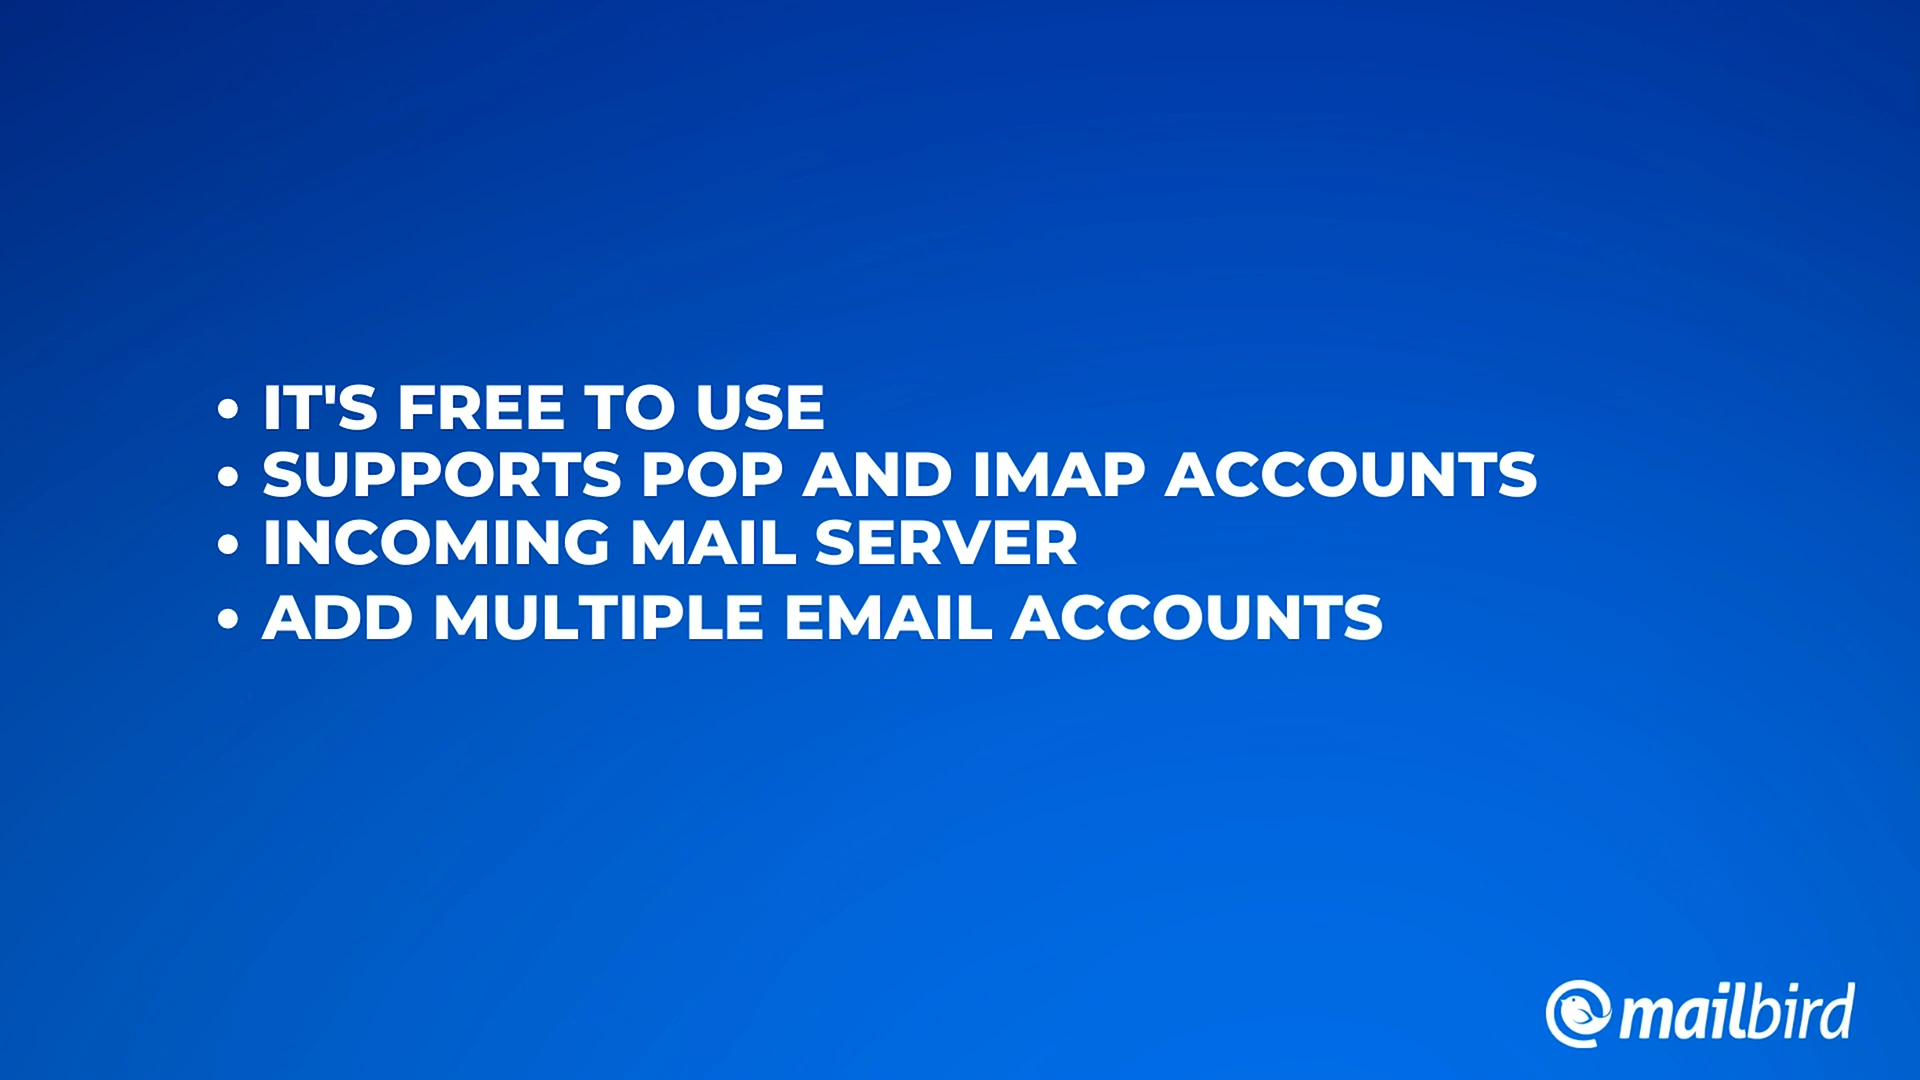 • IT'S FREE TO USE
• SUPPORTS POP AND IMAP ACCOUNTS
• INCOMING MAIL SERVER
• ADD MULTIPLE EMAIL ACCOUNTS
mailbird